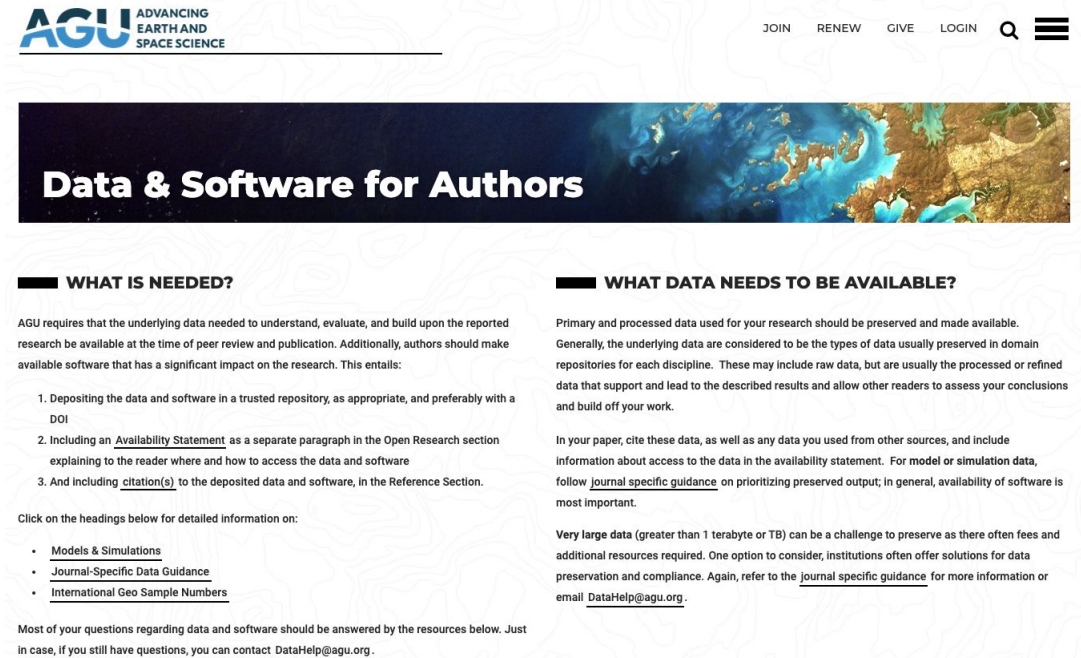 AGU ADVANCING
EARTH AND
SPACE SCIENCE
JOIN RENEW GIVE LOGIN
Data & Software for Authors
WHAT IS NEEDED?
AGU requires that the underlying data needed to understand, evaluate, and build upon the reported
research be available at the time of peer review and publication. Additionally, authors should make
available software that has a significant impact on the research. This entails:
1. Depositing the data and software in a trusted repository, as appropriate, and preferably with a
DOI
2. Including an Availability Statement as a separate paragraph in the Open Research section
explaining to the reader where and how to access the data and software
3. And including citation(s) to the deposited data and software, in the Reference Section.
Click on the headings below for detailed information on:
• Models & Simulations
• Journal-Specific Data Guidance
• International Geo Sample Numbers
Most of your questions regarding data and software should be answered by the resources below. Just
in case, if you still have questions, you can contact DataHelp@agu.org.
WHAT DATA NEEDS TO BE AVAILABLE?
Primary and processed data used for your research should be preserved and made available.
Generally, the underlying data are considered to be the types of data usually preserved in domain
repositories for each discipline. These may include raw data, but are usually the processed or refined
data that support and lead to the described results and allow other readers to assess your conclusions
and build off your work.
In your paper, cite these data, as well as any data you used from other sources, and include
information about access to the data in the availability statement. For model or simulation data,
follow journal specific guidance on prioritizing preserved output; in general, availability of software is
most important.
Very large data (greater than 1 terabyte or TB) can be a challenge to preserve as there often fees and
additional resources required. One option to consider, institutions often offer solutions for data
preservation and compliance. Again, refer to the journal specific guidance for more information or
email DataHelp@agu.org.